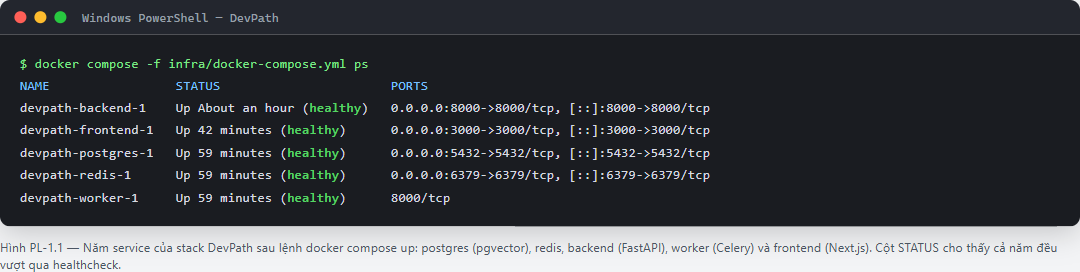 Windows PowerShell — DevPath
$ docker compose -f infra/docker-compose.yml ps
NAME STATUS PORTS
devpath-backend-1 Up About an hour (healthy) 0.0.0.0:8000->8000/tcp, [::]:8000->8000/tcp
devpath-frontend-1 Up 42 minutes (healthy) 0.0.0.0:3000->3000/tcp, [::]:3000->3000/tcp
devpath-postgres-1 Up 59 minutes (healthy) 0.0.0.0:5432->5432/tcp, [::]:5432->5432/tcp
devpath-redis-1 Up 59 minutes (healthy) 0.0.0.0:6379->6379/tcp, [::]:6379->6379/tcp
devpath-worker-1 Up 59 minutes (healthy) 8000/tcp
Hình PL-1.1 — Năm service của stack DevPath sau lệnh docker compose up: postgres (pgvector), redis, backend (FastAPI), worker (Celery) và frontend (Next.js). Cột STATUS cho thấy cả năm đều
vượt qua healthcheck.